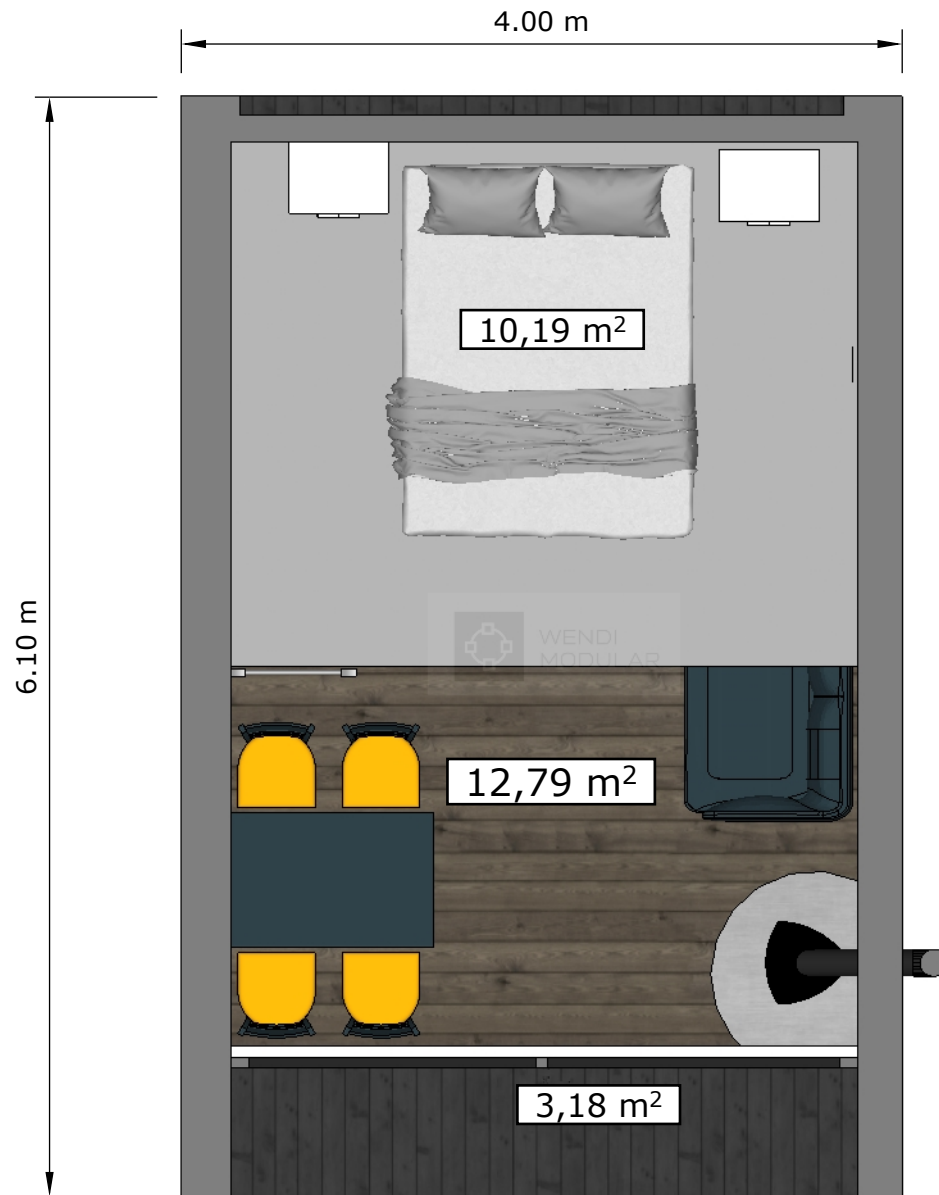 4.00 m
6.10 m
10,19 m²
WENDI
MODULAR
12,79 m²
3,18 m²